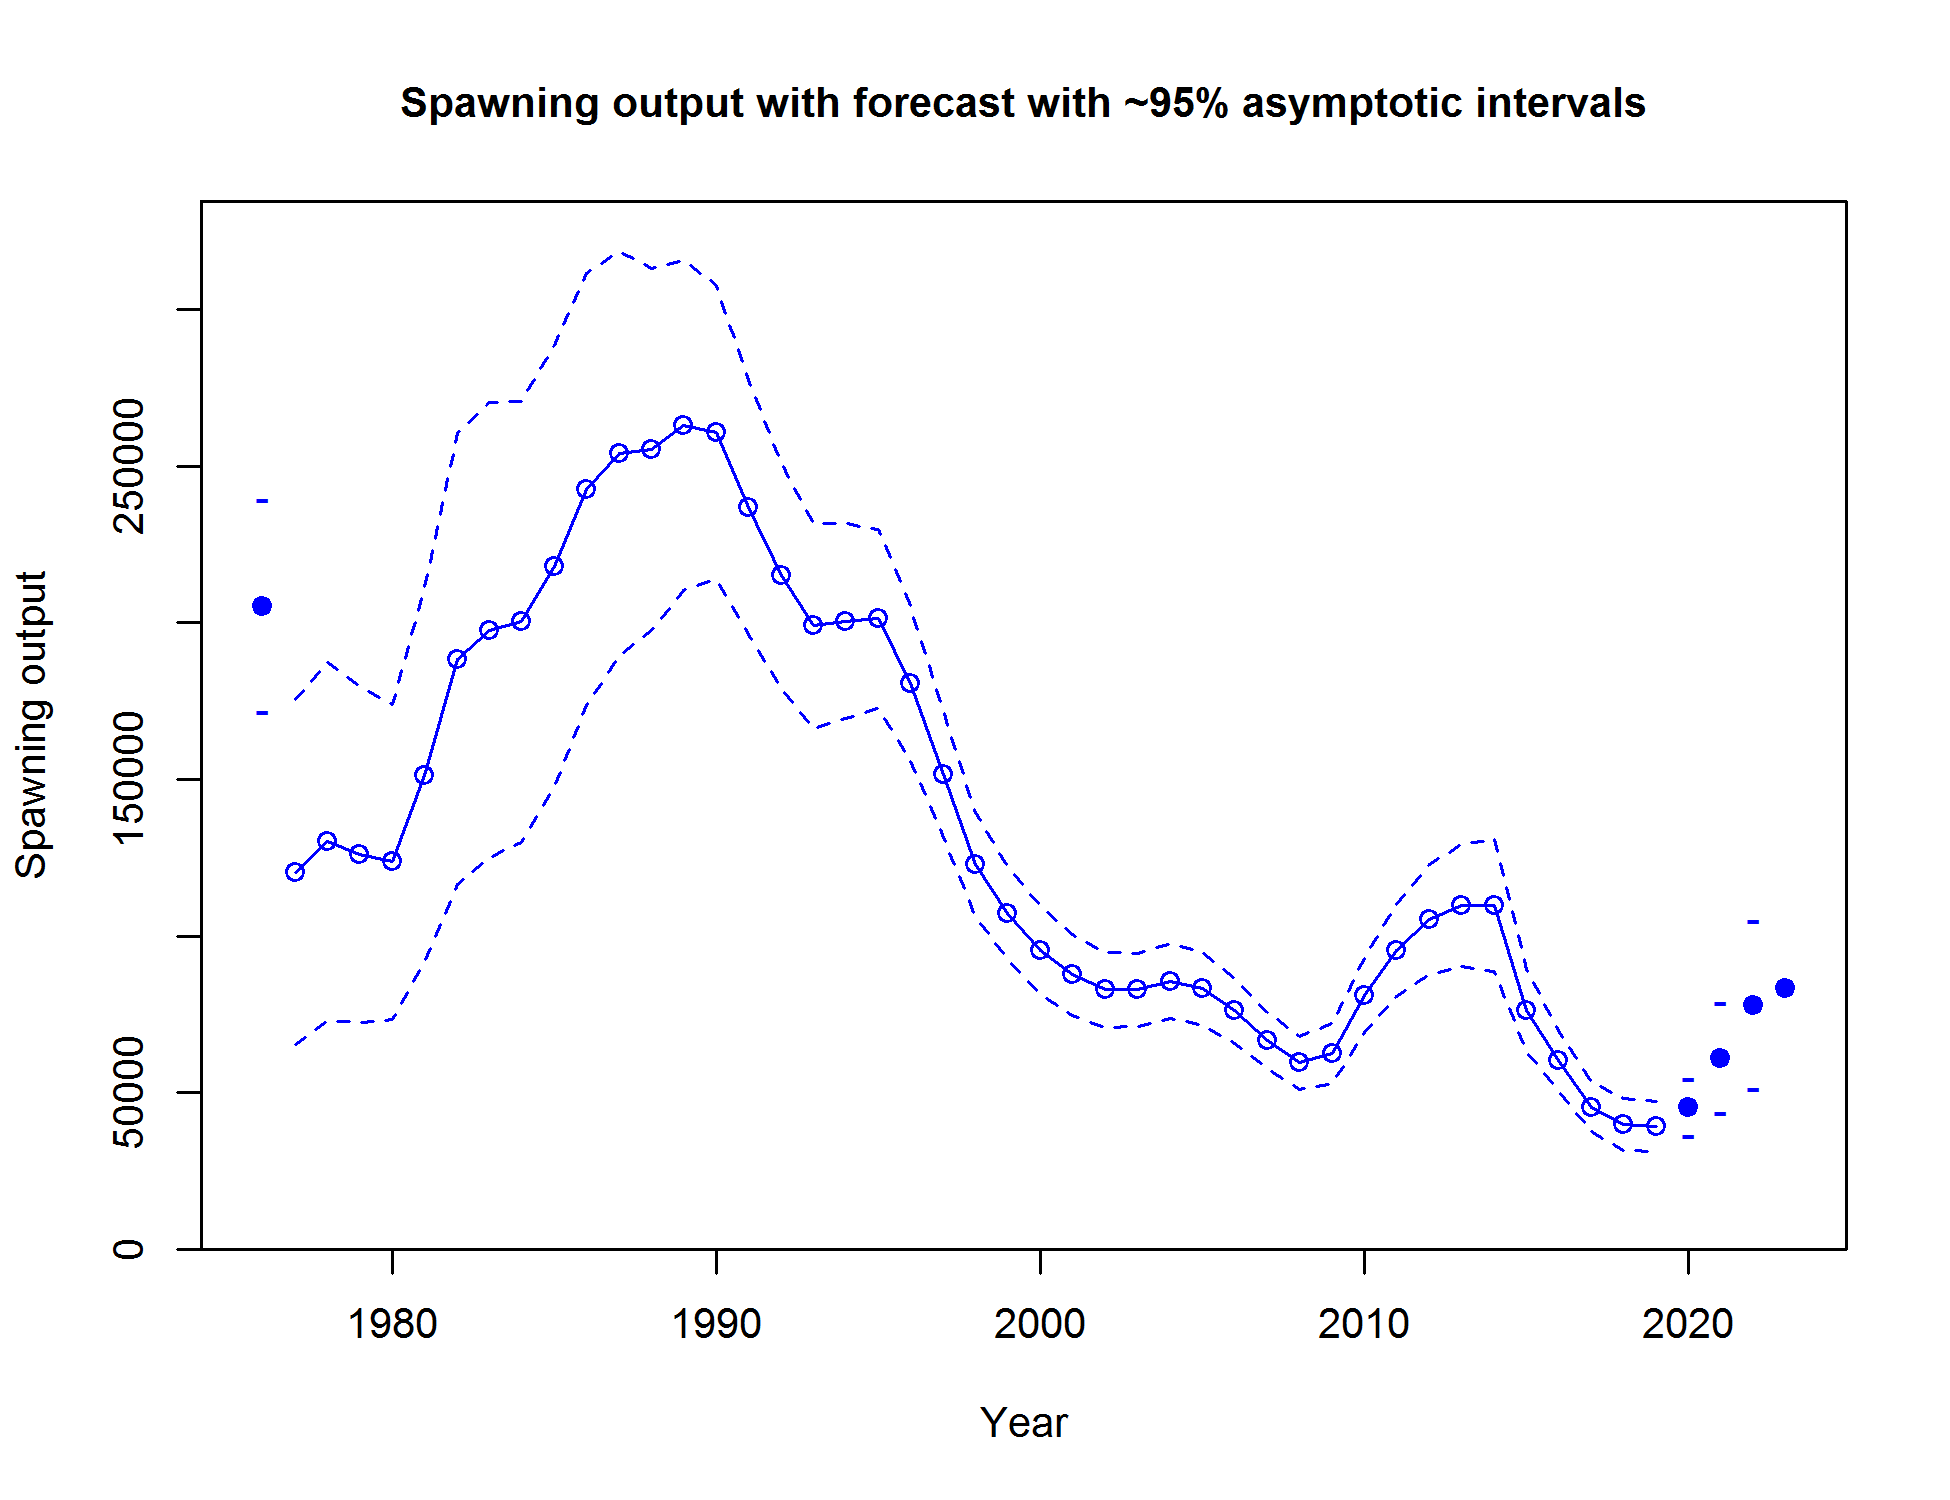 Spawning output with forecast with ~95% asymptotic intervals
Spawning output
250000
150000
50000
0
1980 1990 2000 2010 2020
Year